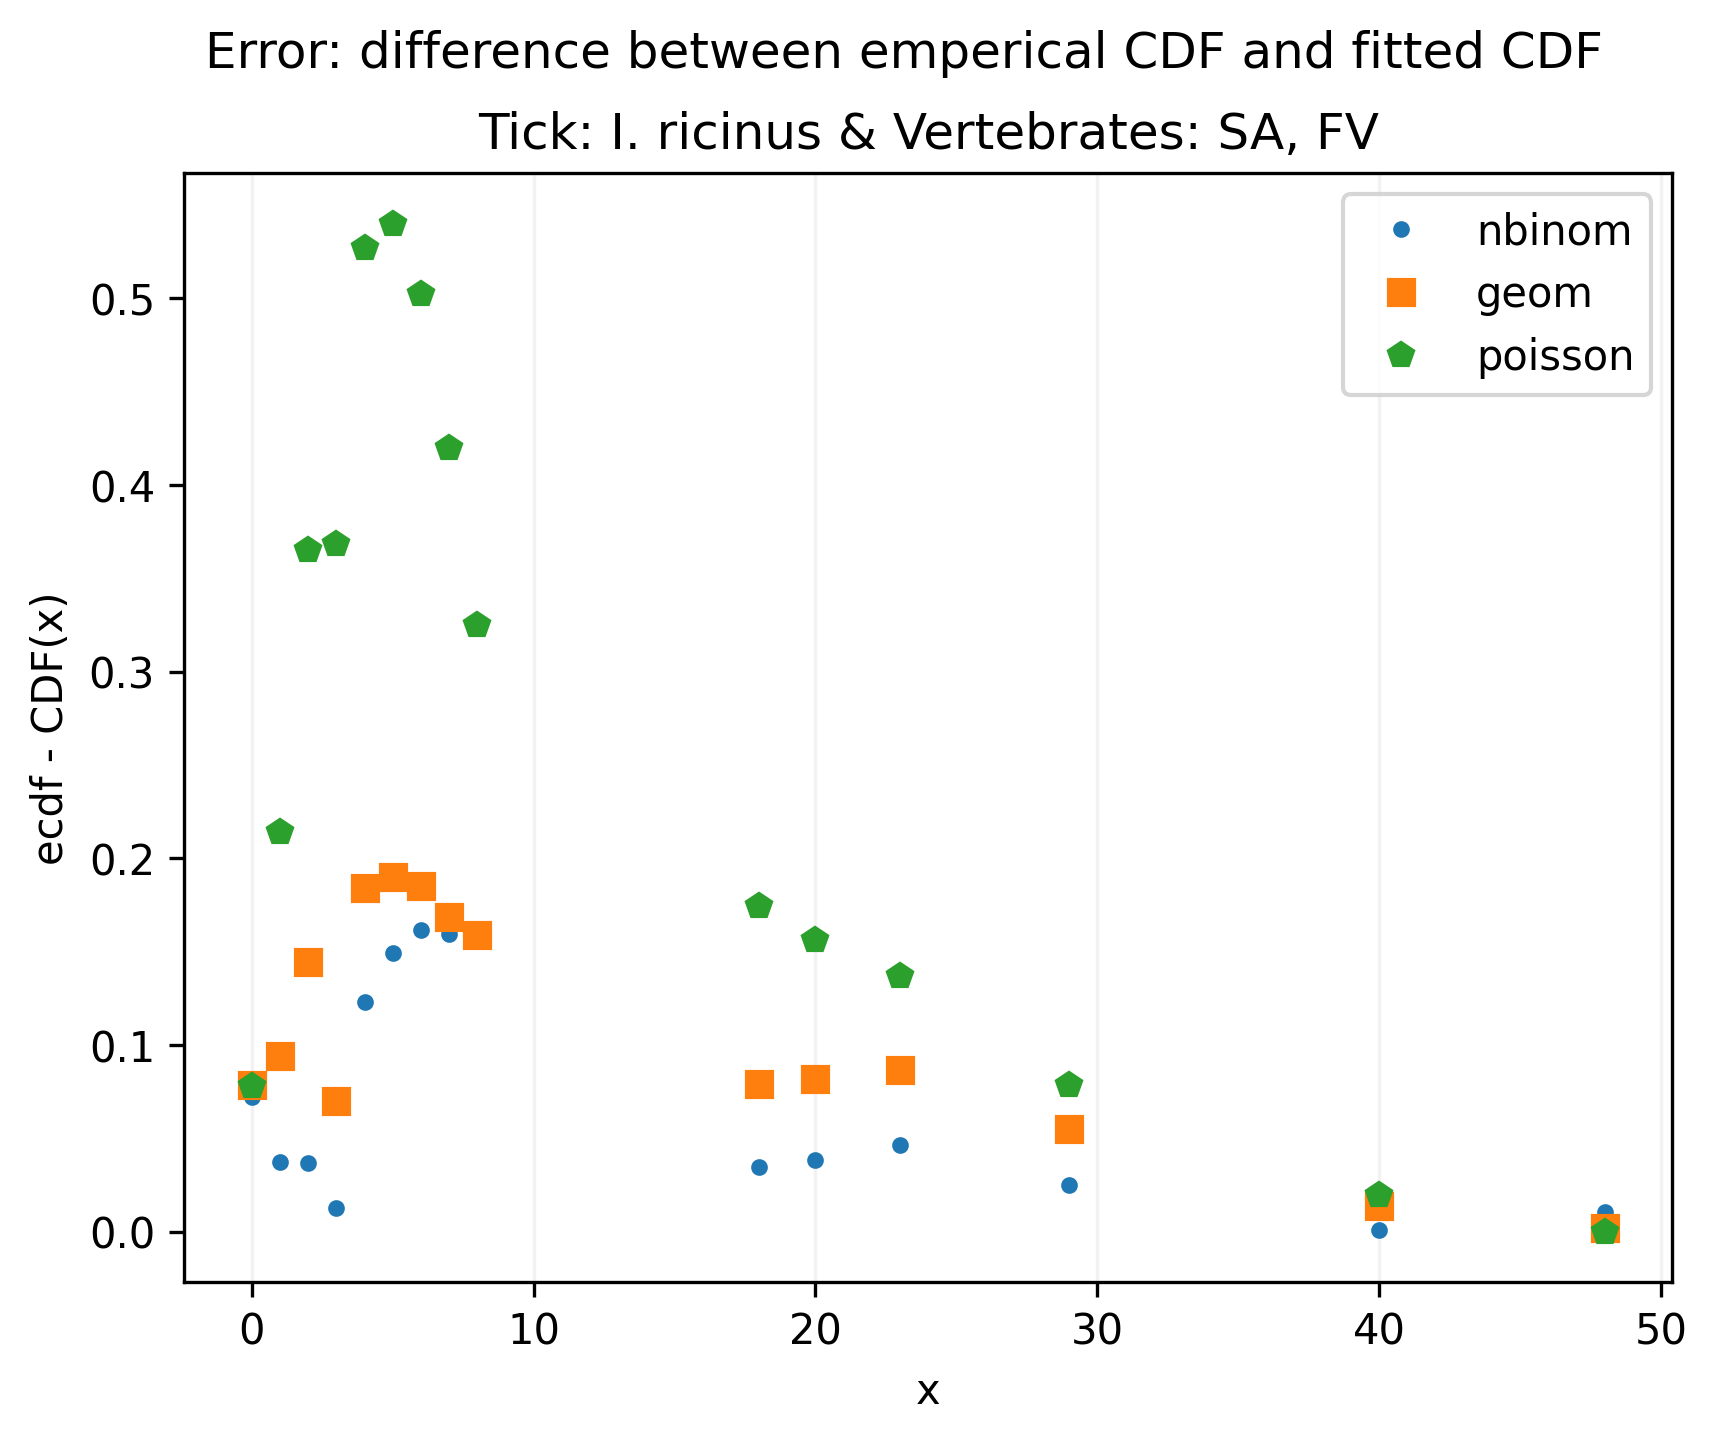 Error: difference between emperical CDF and fitted CDF
Tick: I. ricinus & Vertebrates: SA, FV
nbinom
geom
poisson
0.5
0.4
0.3
0.2
0.1
0.0
ecdf - CDF(x)
0 10 20 30 40 50
x